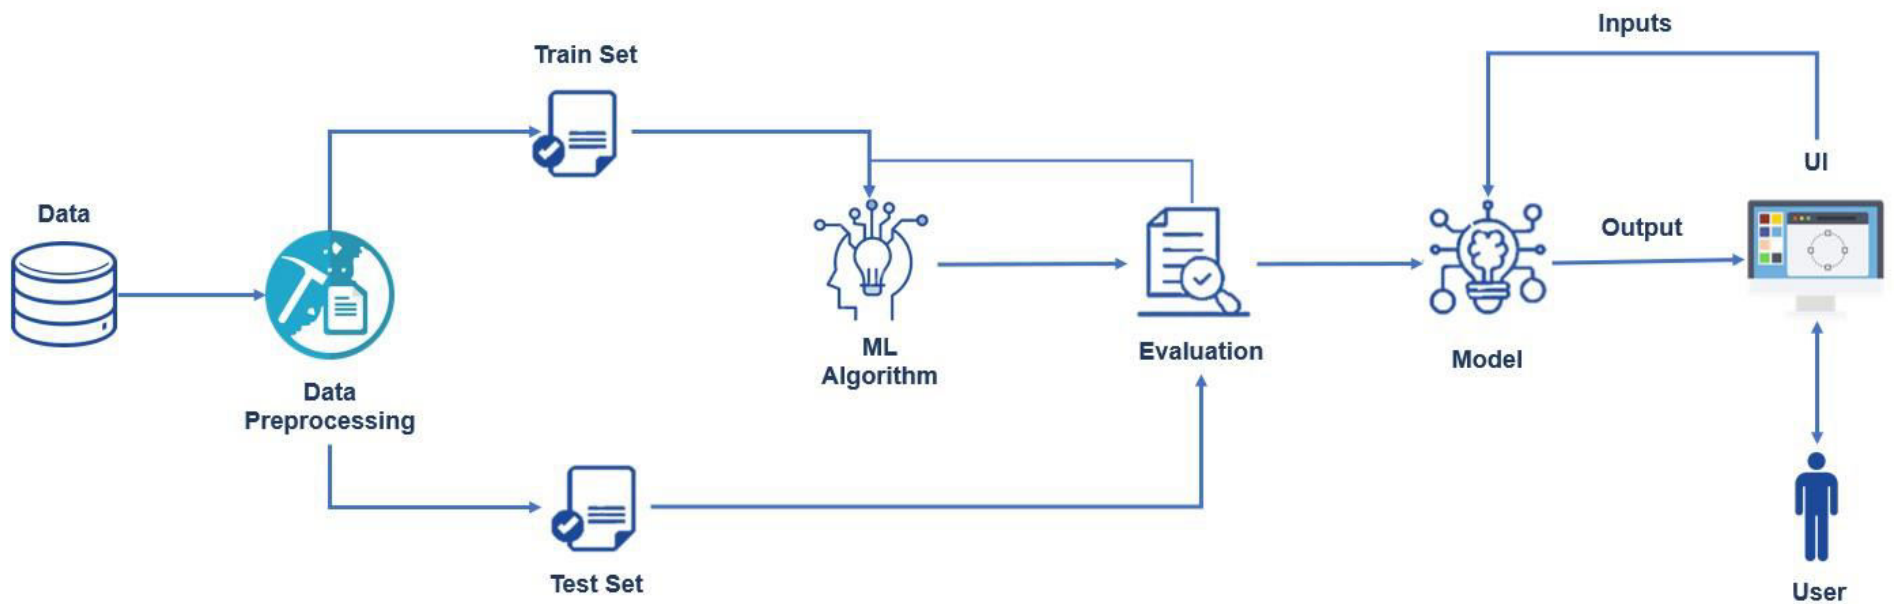 Inputs
Train Set
UI
Data
Output
ML
Algorithm
Evaluation
Model
Data
Preprocessing
Test Set
User